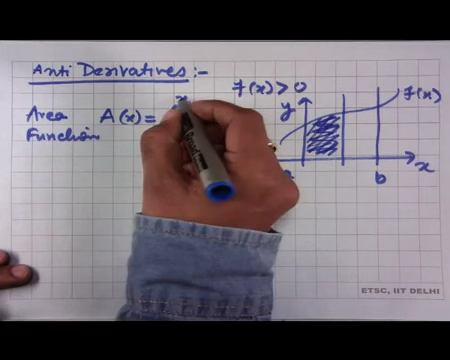 Anti Derivatives :-
f(x) > 0
Area
Function
A(x) =
x
y
f(x)
a
b
x
ETSC, IIT DELHI